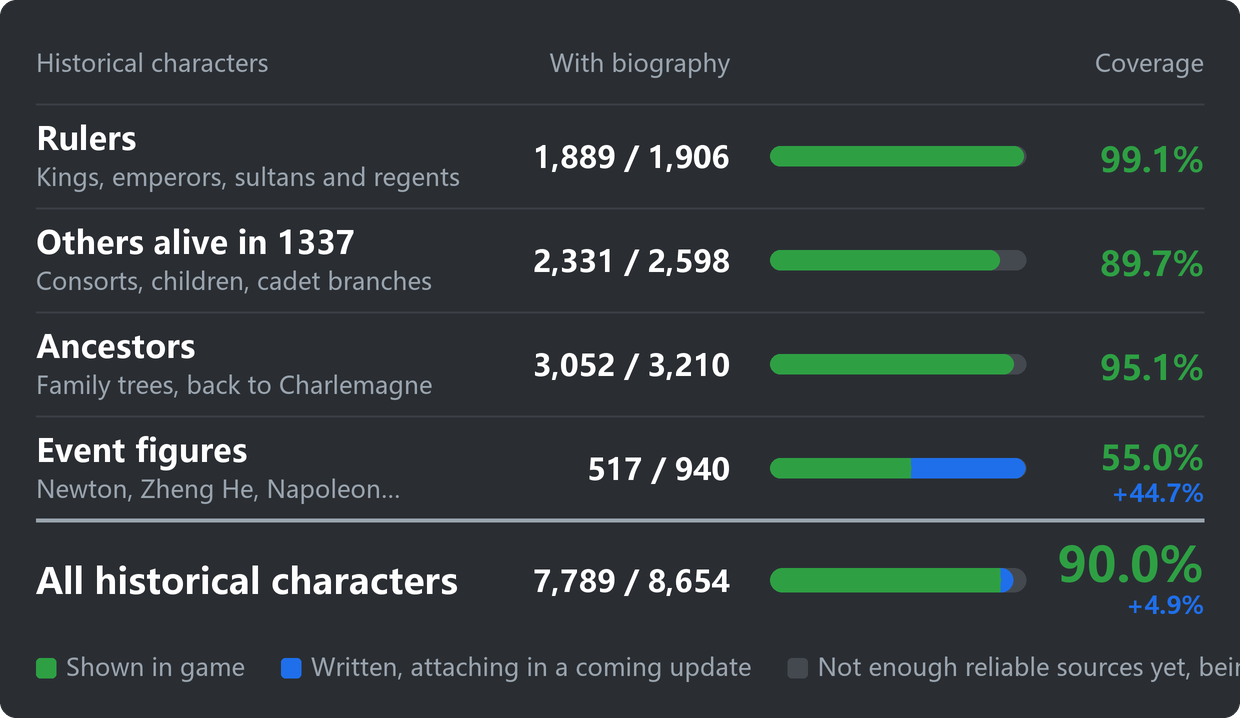 Historical characters With biography Coverage
Rulers
Kings, emperors, sultans and regents
1,889 / 1,906 99.1%
Others alive in 1337
Consorts, children, cadet branches
2,331 / 2,598 89.7%
Ancestors
Family trees, back to Charlemagne
3,052 / 3,210 95.1%
Event figures
Newton, Zheng He, Napoleon...
517 / 940 55.0%
+44.7%
All historical characters 7,789 / 8,654 90.0%
+4.9%
Shown in game Written, attaching in a coming update Not enough reliable sources yet,